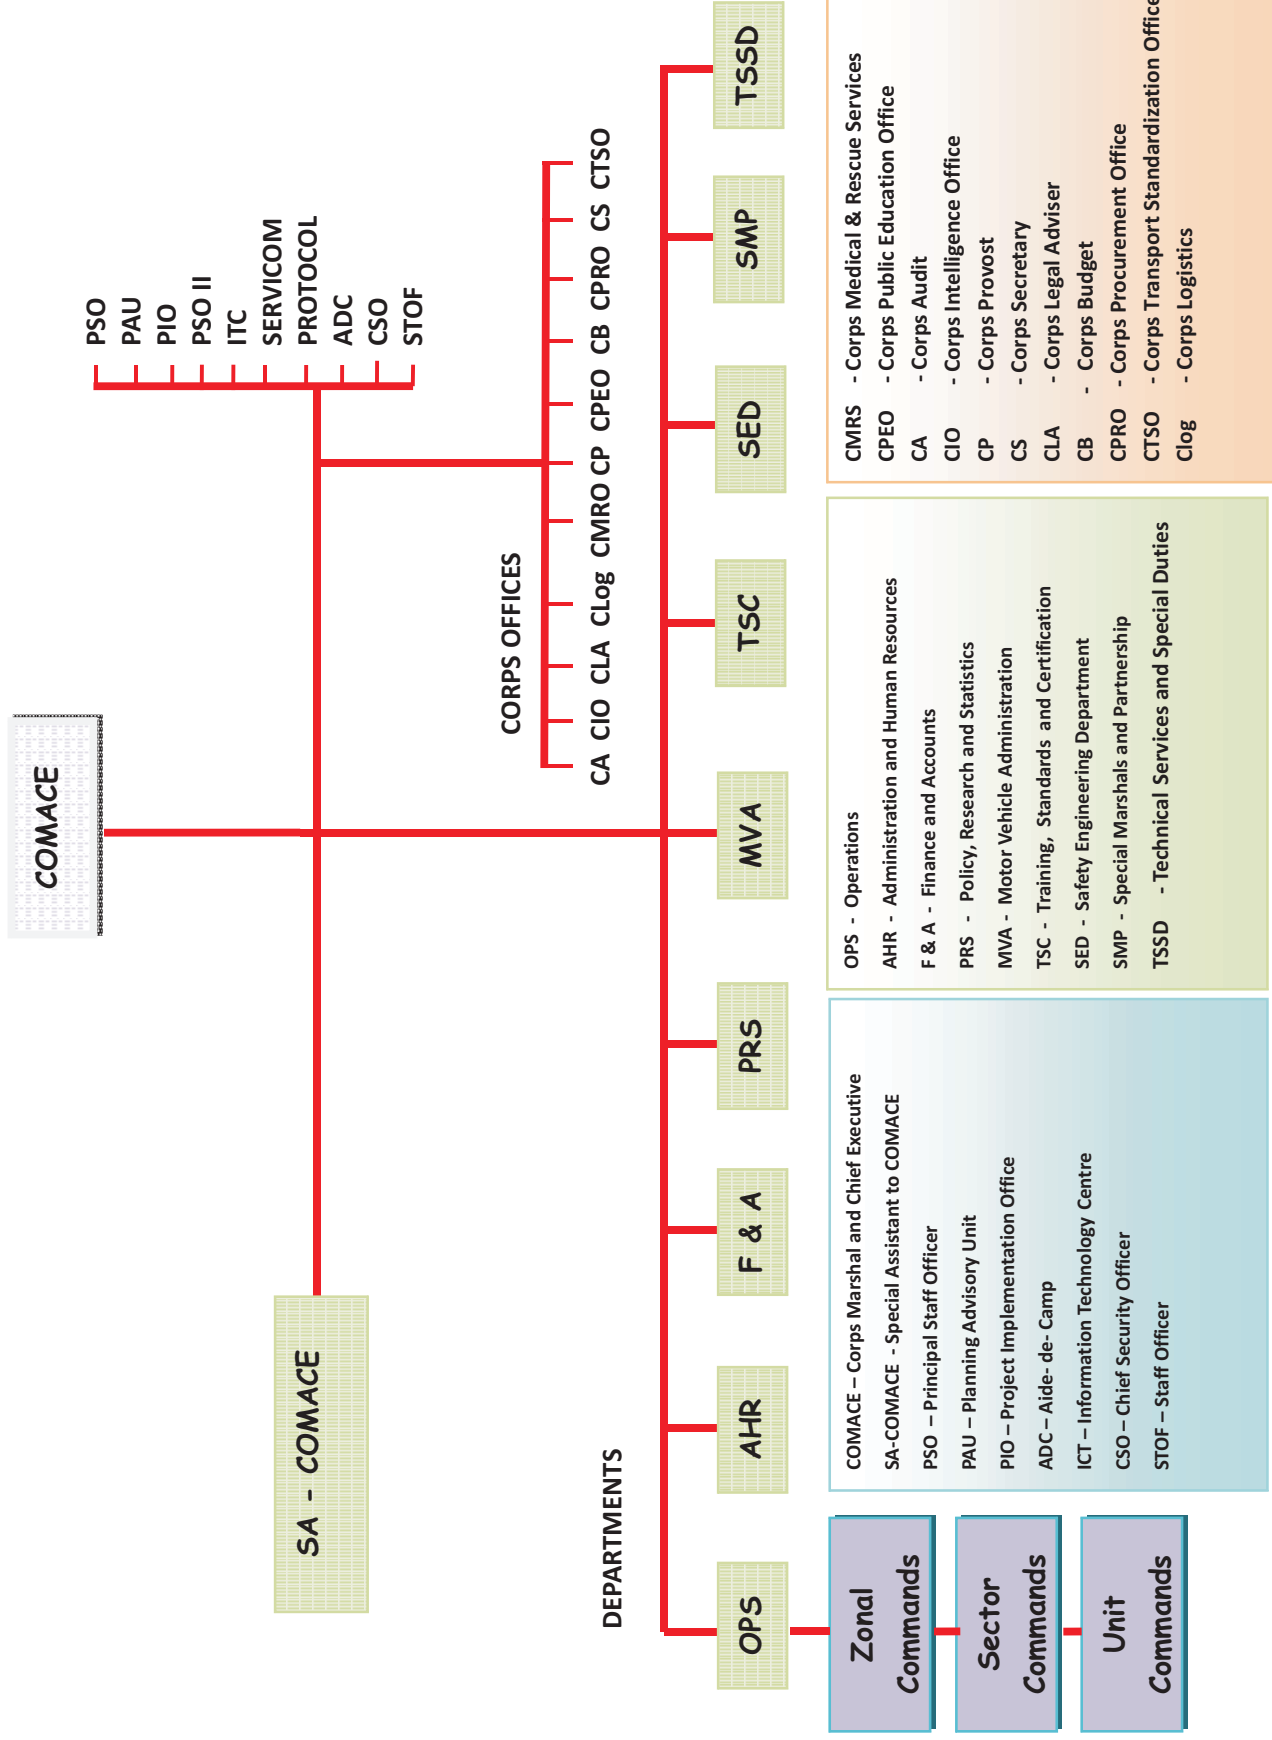 COMACE
SA - COMACE
PSO
PAU
PIO
PSO II
ITC
SERVICOM
PROTOCOL
ADC
CSO
STOF
CORPS OFFICES
CA CIO CLA CLog CMRO CP CPEO CB CPRO CS CTSO
DEPARTMENTS
OPS
AHR
F & A
PRS
MVA
TSC
SED
SMP
TSSD
Zonal
Commands
Sector
Commands
Unit
Commands
COMACE – Corps Marshal and Chief Executive
SA-COMACE - Special Assistant to COMACE
PSO – Principal Staff Officer
PAU – Planning Advisory Unit
PIO – Project Implementation Office
ADC – Aide- de- Camp
ICT – Information Technology Centre
CSO – Chief Security Officer
STOF – Staff Officer
OPS - Operations
AHR - Administration and Human Resources
F & A - Finance and Accounts
PRS - Policy, Research and Statistics
MVA - Motor Vehicle Administration
TSC - Training, Standards and Certification
SED - Safety Engineering Department
SMP - Special Marshals and Partnership
TSSD - Technical Services and Special Duties
CMRS - Corps Medical & Rescue Services
CPEO - Corps Public Education Office
CA - Corps Audit
CIO - Corps Intelligence Office
CP - Corps Provost
CS - Corps Secretary
CLA - Corps Legal Adviser
CB - Corps Budget
CPRO - Corps Procurement Office
CTSO - Corps Transport Standardization Office
Clog - Corps Logistics